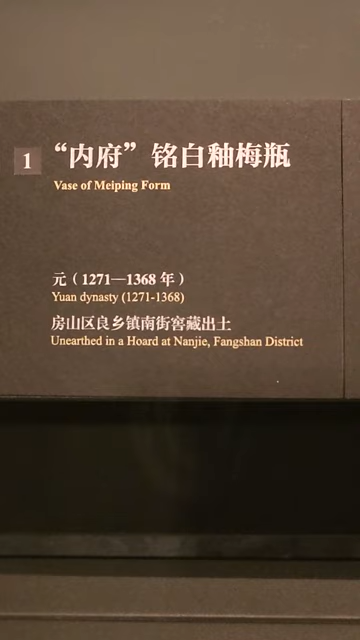 1
“内府”铭白釉梅瓶
Vase of Meiping Form
元（1271—1368 年）
Yuan dynasty (1271-1368)
房山区良乡镇南街窖藏出土
Unearthed in a Hoard at Nanjie, Fangshan District